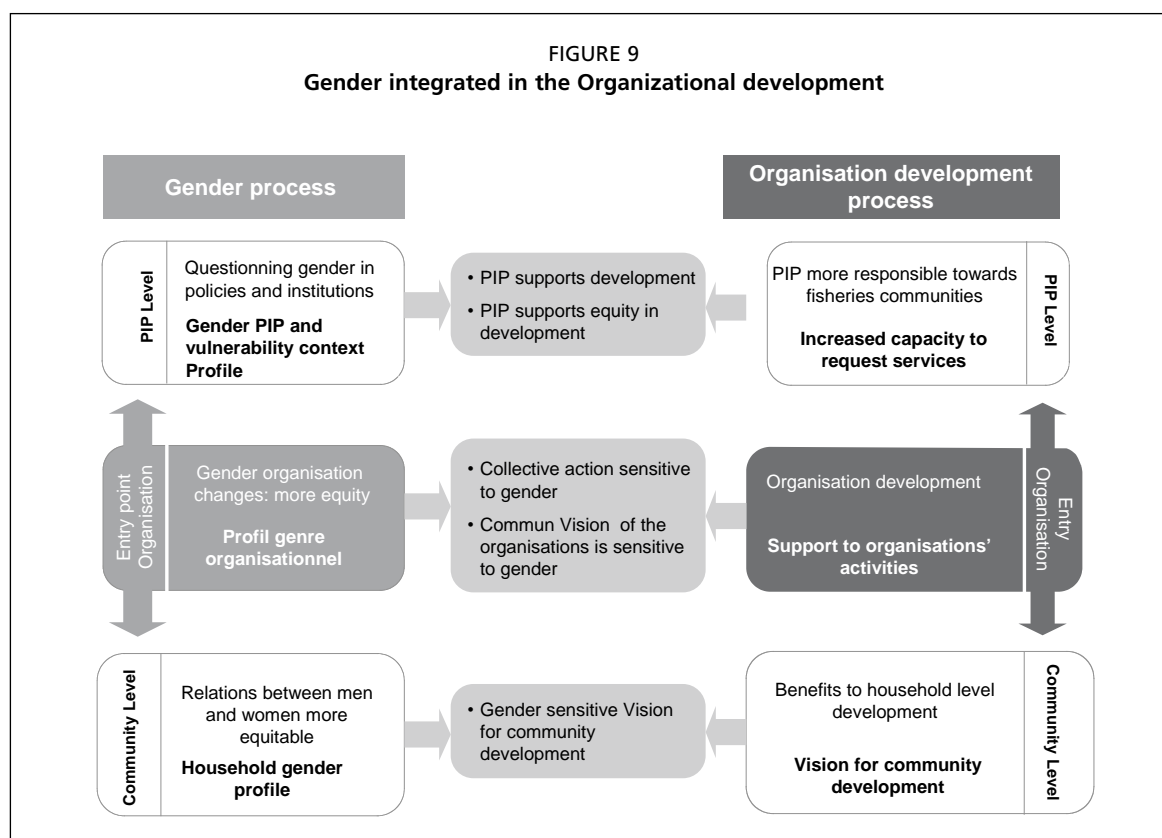 FIGURE 9
Gender integrated in the Organizational development
Gender process
Organisation development
process
PIP Level
Questionning gender in
policies and institutions
Gender PIP and
vulnerability context
Profile
• PIP supports development
• PIP supports equity in
development
PIP more responsible towards
fisheries communities
Increased capacity to
request services
PIP Level
Entry point
Organisation
Gender organisation
changes: more equity
Profil genre
organisationnel
• Collective action sensitive
to gender
• Commun Vision of the
organisations is sensitive
to gender
Organisation development
Support to organisations'
activities
Entry
Organisation
Community Level
Relations between men
and women more
equitable
Household gender
profile
• Gender sensitive Vision
for community
development
Benefits to household level
development
Vision for community
development
Community Level